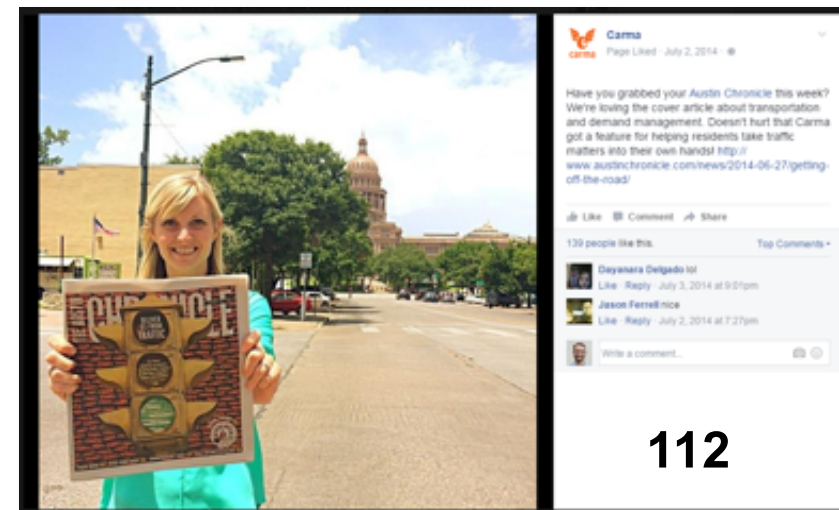 THE AUSTIN
CHRONICLE
TRAFFIC
carma
Carma
Page Liked · July 2, 2014 ·
Have you grabbed your Austin Chronicle this week?
We're loving the cover article about transportation
and demand management. Doesn't hurt that Carma
got a feature for helping residents take traffic
matters into their own hands! http://
www.austinchronicle.com/news/2014-06-27/getting-
off-the-road/
Like Comment Share
139 people like this.
Top Comments
Dayanara Delgado lol
Like · Reply · July 3, 2014 at 9:01pm
Jason Ferrell nice
Like · Reply · July 2, 2014 at 7:27pm
Write a comment...
112